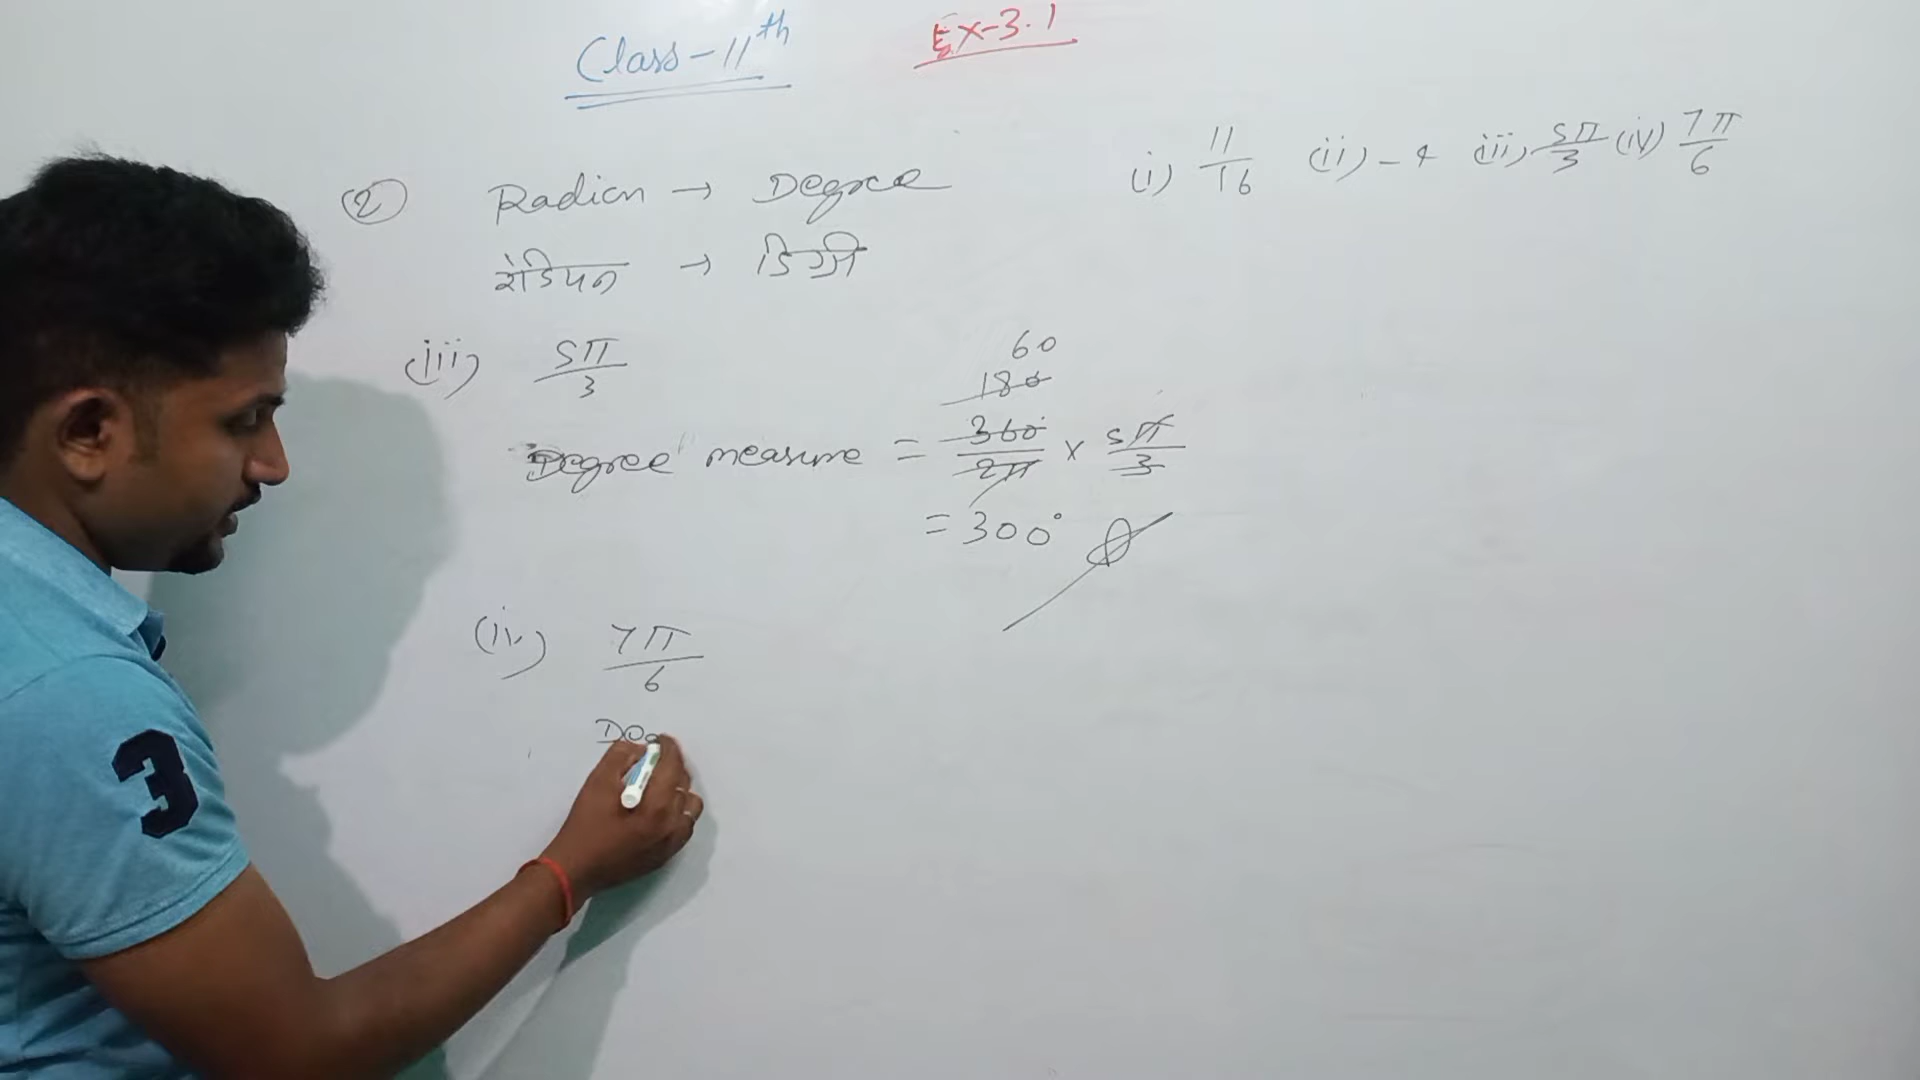 Class-11th
Ex-3.1
(i) 11/16 (ii) -4 (iii) 5π/3 (iv) 7π/6
② Radian → Degree
रेडियन → डिग्री
(iii) 5π/3
60
180
Degree measure = 360/2π × 5π/3
= 300°
(iv) 7π/6
Deg
3